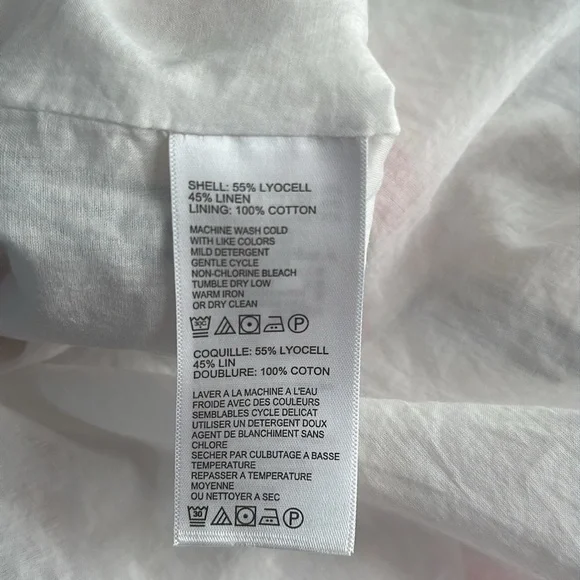 SHELL: 55% LYOCELL
45% LINEN
LINING: 100% COTTON
MACHINE WASH COLD
WITH LIKE COLORS
MILD DETERGENT
GENTLE CYCLE
NON-CHLORINE BLEACH
TUMBLE DRY LOW
WARM IRON
OR DRY CLEAN
P
COQUILLE: 55% LYOCELL
45% LIN
DOUBLURE: 100% COTON
LAVER A LA MACHINE A L'EAU
FROIDE AVEC DES COULEURS
SEMBLABLES CYCLE DELICAT
UTILISER UN DETERGENT DOUX
AGENT DE BLANCHIMENT SANS
CHLORE
SECHER PAR CULBUTAGE A BASSE
TEMPERATURE
REPASSER A TEMPERATURE
MOYENNE
OU NETTOYER A SEC
30 P